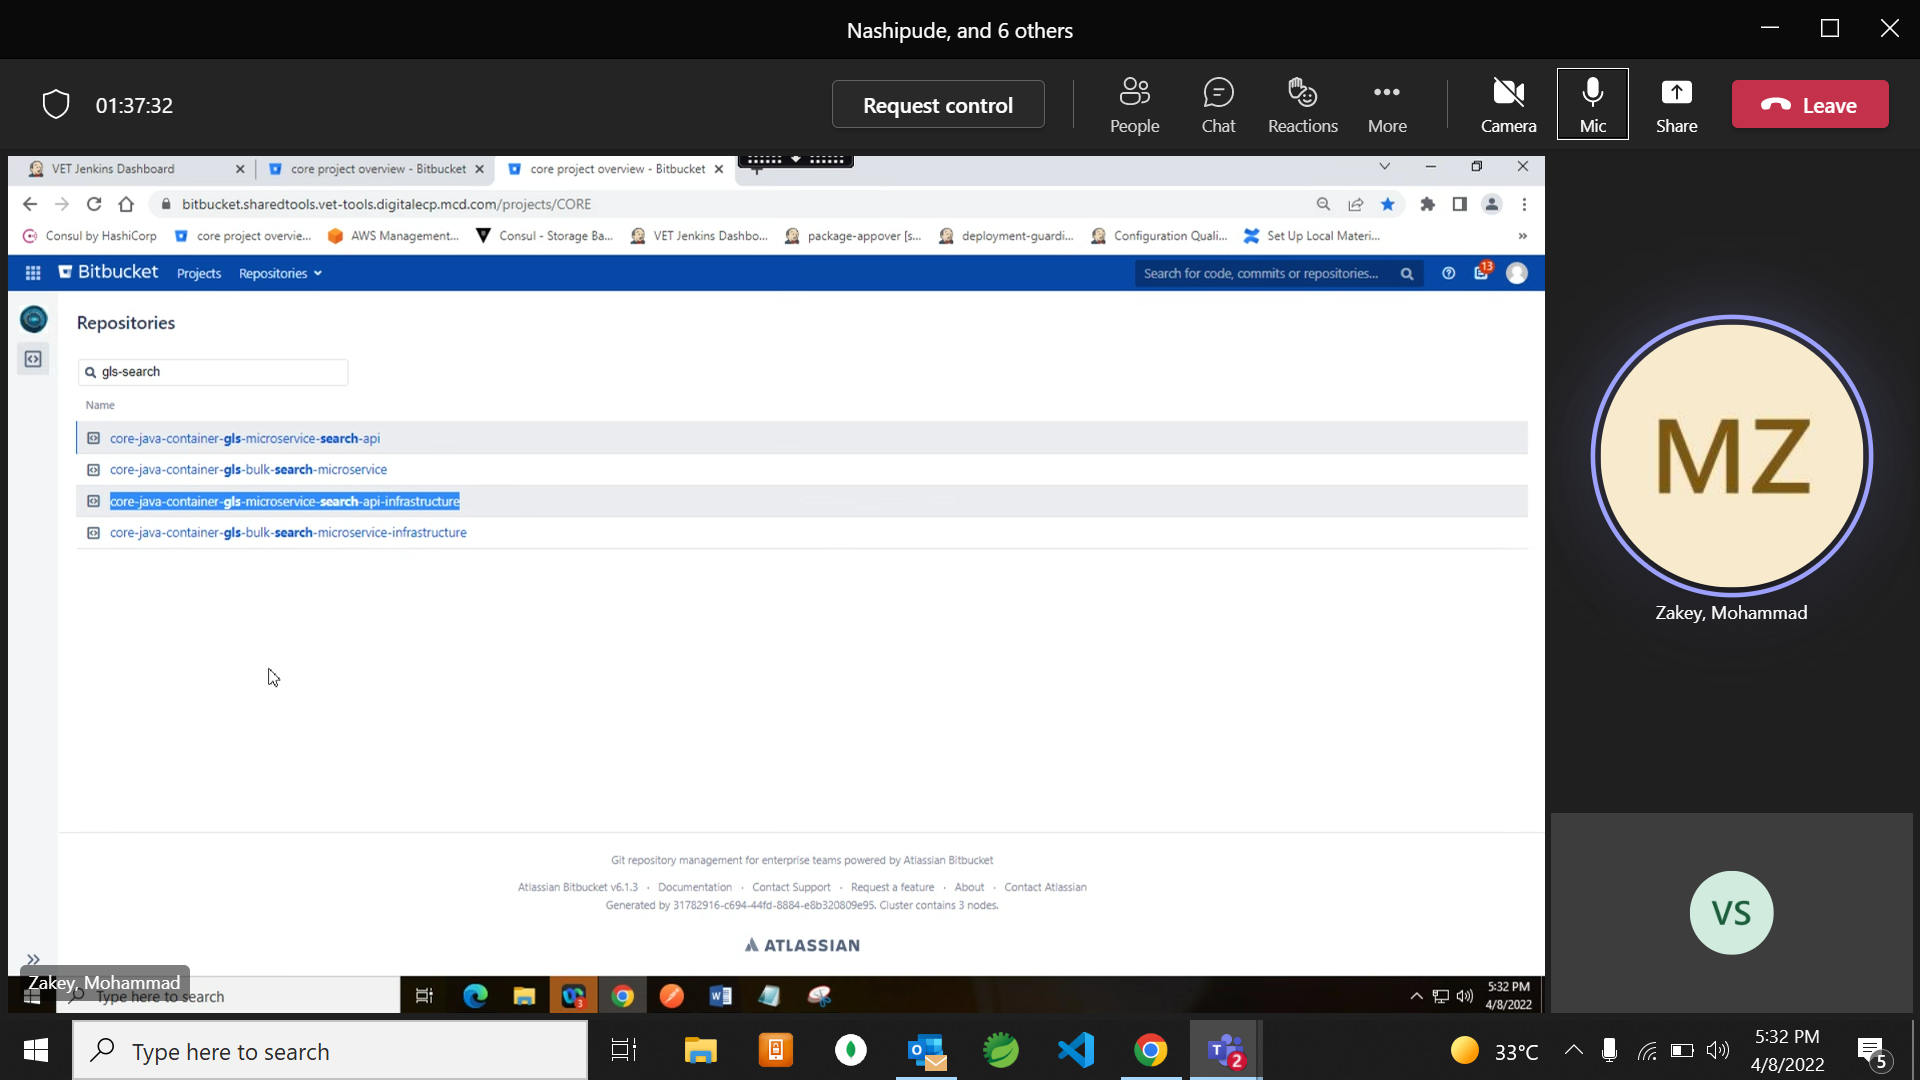 Nashipude, and 6 others
01:37:32
Request control
People
Chat
Reactions
More
Camera
Mic
Share
Leave
VET Jenkins Dashboard
core project overview - Bitbucket
core project overview - Bitbucket
bitbucket.sharedtools.vet-tools.digitalecp.mcd.com/projects/CORE
Consul by HashiCorp
core project overvie...
AWS Management...
Consul - Storage Ba...
VET Jenkins Dashbo...
package-appover [s...
deployment-guardi...
Configuration Quali...
Set Up Local Materi...
»
Bitbucket
Projects
Repositories
Search for code, commits or repositories...
13
Repositories
gls-search
Name
core-java-container-gls-microservice-search-api
core-java-container-gls-bulk-search-microservice
core-java-container-gls-microservice-search-api-infrastructure
core-java-container-gls-bulk-search-microservice-infrastructure
MZ
Zakey, Mohammad
VS
Git repository management for enterprise teams powered by Atlassian Bitbucket
Atlassian Bitbucket v6.1.3 · Documentation · Contact Support · Request a feature · About · Contact Atlassian
Generated by 31782916-c694-44fd-8884-e8b320809e95. Cluster contains 3 nodes.
ATLASSIAN
Zakey, Mohammad
Type here to search
3
5:32 PM
4/8/2022
Type here to search
2
33°C
5:32 PM
4/8/2022
5